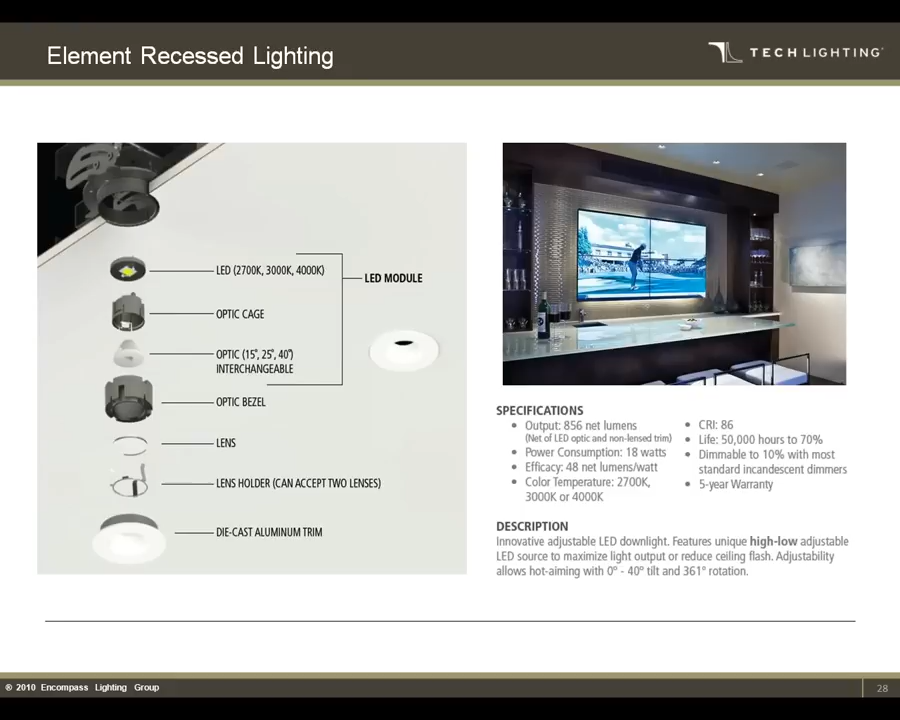 Element Recessed Lighting
TECH LIGHTING
LED (2700K, 3000K, 4000K)
LED MODULE
OPTIC CAGE
OPTIC (15°, 25°, 40°)
INTERCHANGEABLE
OPTIC BEZEL
LENS
LENS HOLDER (CAN ACCEPT TWO LENSES)
DIE-CAST ALUMINUM TRIM
SPECIFICATIONS
• Output: 856 net lumens
(Net of LED optic and non-lensed trim)
• Power Consumption: 18 watts
• Efficacy: 48 net lumens/watt
• Color Temperature: 2700K,
3000K or 4000K
• CRI: 86
• Life: 50,000 hours to 70%
• Dimmable to 10% with most
standard incandescent dimmers
• 5-year Warranty
DESCRIPTION
Innovative adjustable LED downlight. Features unique high-low adjustable
LED source to maximize light output or reduce ceiling flash. Adjustability
allows hot-aiming with 0° - 40° tilt and 361° rotation.
® 2010 Encompass Lighting Group
28